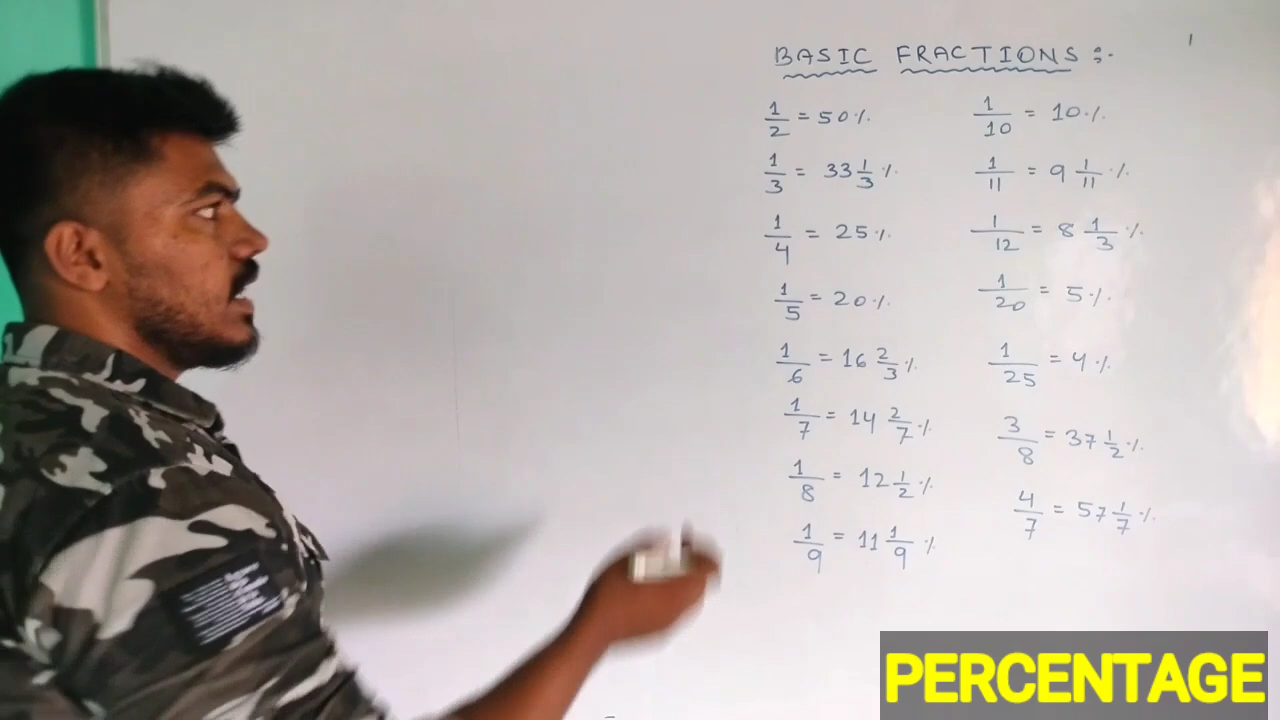 BASIC FRACTIONS :-
1/2 = 50%
1/3 = 33 1/3 %
1/4 = 25%
1/5 = 20%
1/6 = 16 2/3 %
1/7 = 14 2/7 %
1/8 = 12 1/2 %
1/9 = 11 1/9 %
1/10 = 10%
1/11 = 9 1/11 %
1/12 = 8 1/3 %
1/20 = 5%
1/25 = 4%
3/8 = 37 1/2 %
4/7 = 57 1/7 %
PERCENTAGE